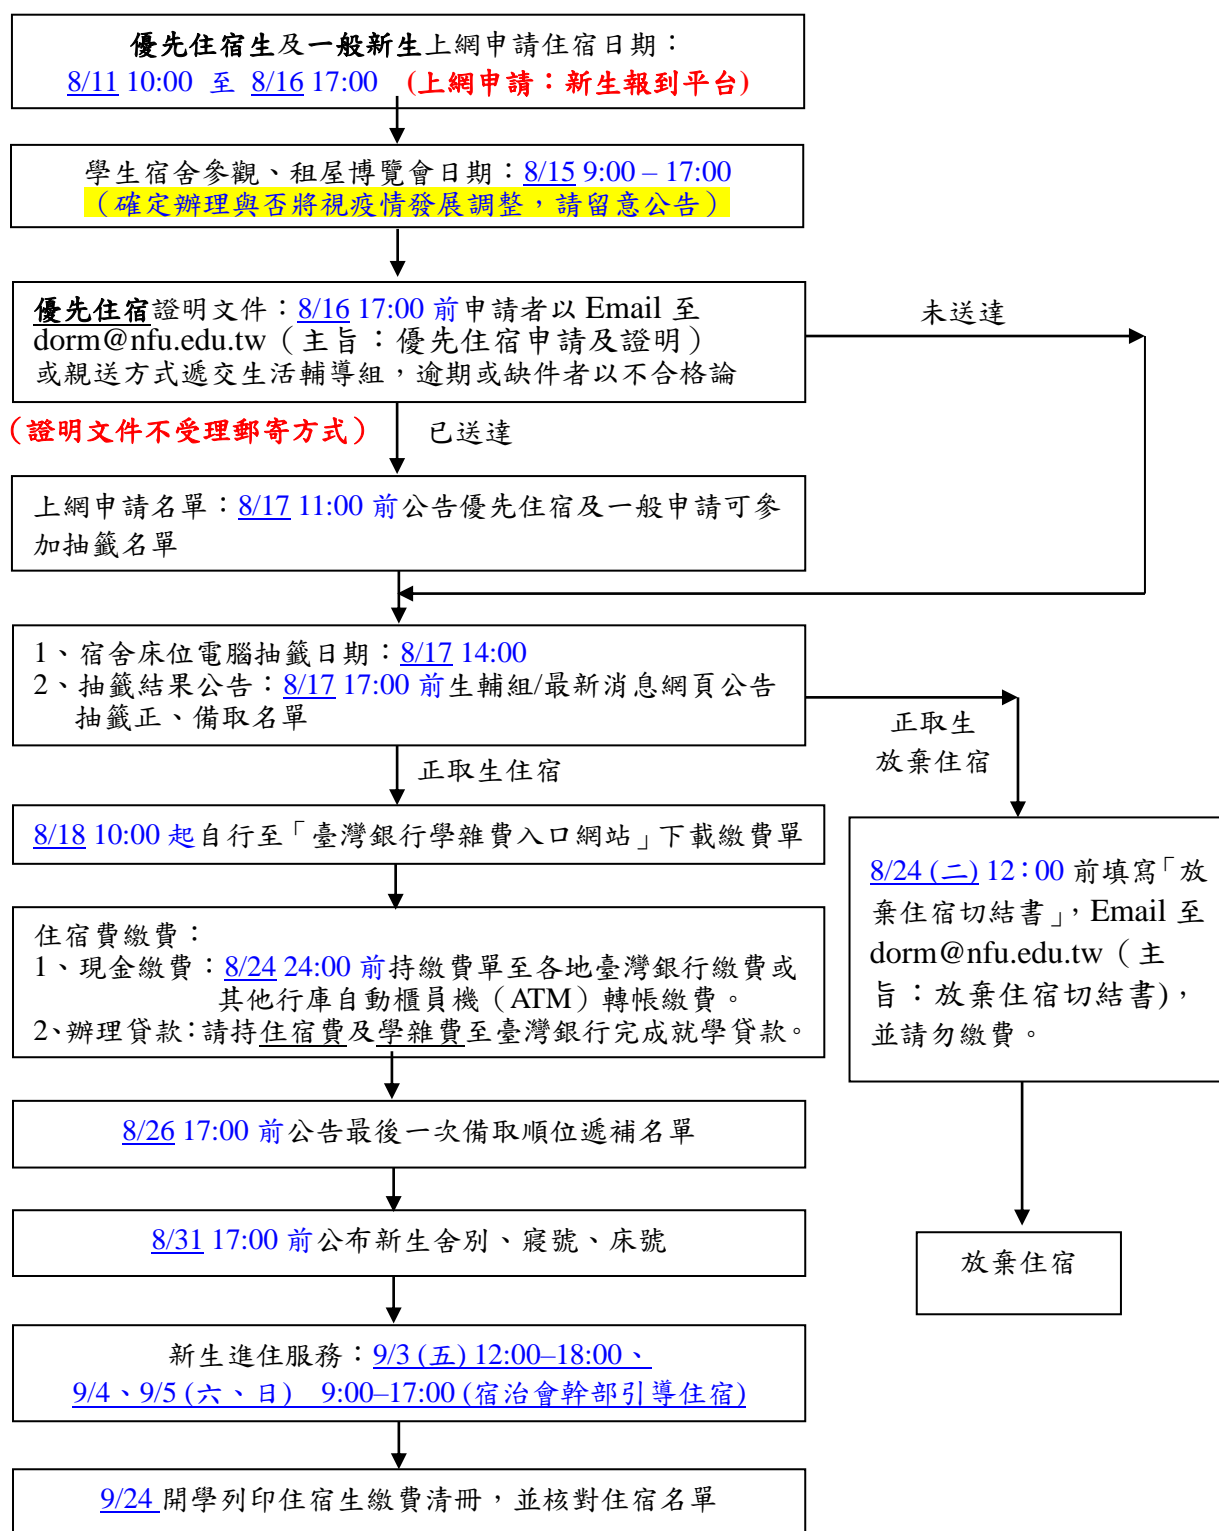 優先住宿生及一般新生上網申請住宿日期：
8/11 10:00 至 8/16 17:00 (上網申請：新生報到平台)
學生宿舍參觀、租屋博覽會日期：8/15 9:00 – 17:00
（確定辦理與否將視疫情發展調整，請留意公告）
優先住宿證明文件：8/16 17:00 前申請者以 Email 至
dorm@nfu.edu.tw（主旨：優先住宿申請及證明）
或親送方式遞交生活輔導組，逾期或缺件者以不合格論
未送達
（證明文件不受理郵寄方式）
已送達
上網申請名單：8/17 11:00 前公告優先住宿及一般申請可參
加抽籤名單
1、宿舍床位電腦抽籤日期：8/17 14:00
2、抽籤結果公告：8/17 17:00 前生輔組/最新消息網頁公告
抽籤正、備取名單
正取生
放棄住宿
正取生住宿
8/18 10:00 起自行至「臺灣銀行學雜費入口網站」下載繳費單
8/24 (二) 12：00 前填寫「放
棄住宿切結書」，Email 至
dorm@nfu.edu.tw（主
旨：放棄住宿切結書)，
並請勿繳費。
住宿費繳費：
1、現金繳費：8/24 24:00 前持繳費單至各地臺灣銀行繳費或
其他行庫自動櫃員機（ATM）轉帳繳費。
2、辦理貸款：請持住宿費及學雜費至臺灣銀行完成就學貸款。
8/26 17:00 前公告最後一次備取順位遞補名單
8/31 17:00 前公布新生舍別、寢號、床號
放棄住宿
新生進住服務：9/3 (五) 12:00–18:00、
9/4、9/5 (六、日) 9:00–17:00 (宿治會幹部引導住宿)
9/24 開學列印住宿生繳費清冊，並核對住宿名單